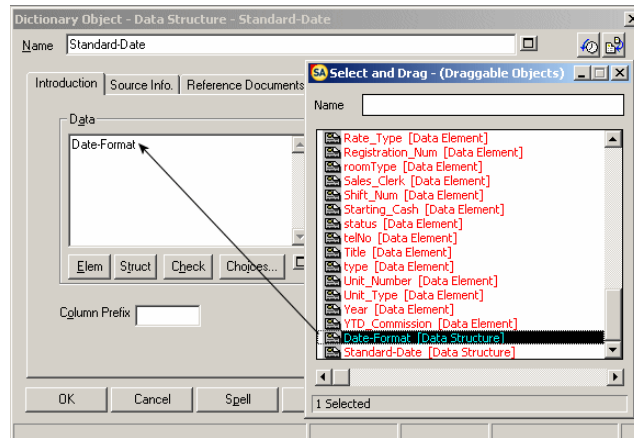 Dictionary Object - Data Structure - Standard-Date
Name Standard-Date
Introduction Source Info. Reference Documents
Data
Date-Format
Elem Struct Check Choices...
Column Prefix
OK Cancel Spell
SA Select and Drag - (Draggable Objects)
Name
Rate_Type [Data Element]
Registration_Num [Data Element]
roomType [Data Element]
Sales_Clerk [Data Element]
Shift_Num [Data Element]
Starting_Cash [Data Element]
status [Data Element]
telNo [Data Element]
Title [Data Element]
type [Data Element]
Unit_Number [Data Element]
Unit_Type [Data Element]
Year [Data Element]
YTD_Commission [Data Element]
Date-Format [Data Structure]
Standard-Date [Data Structure]
1 Selected